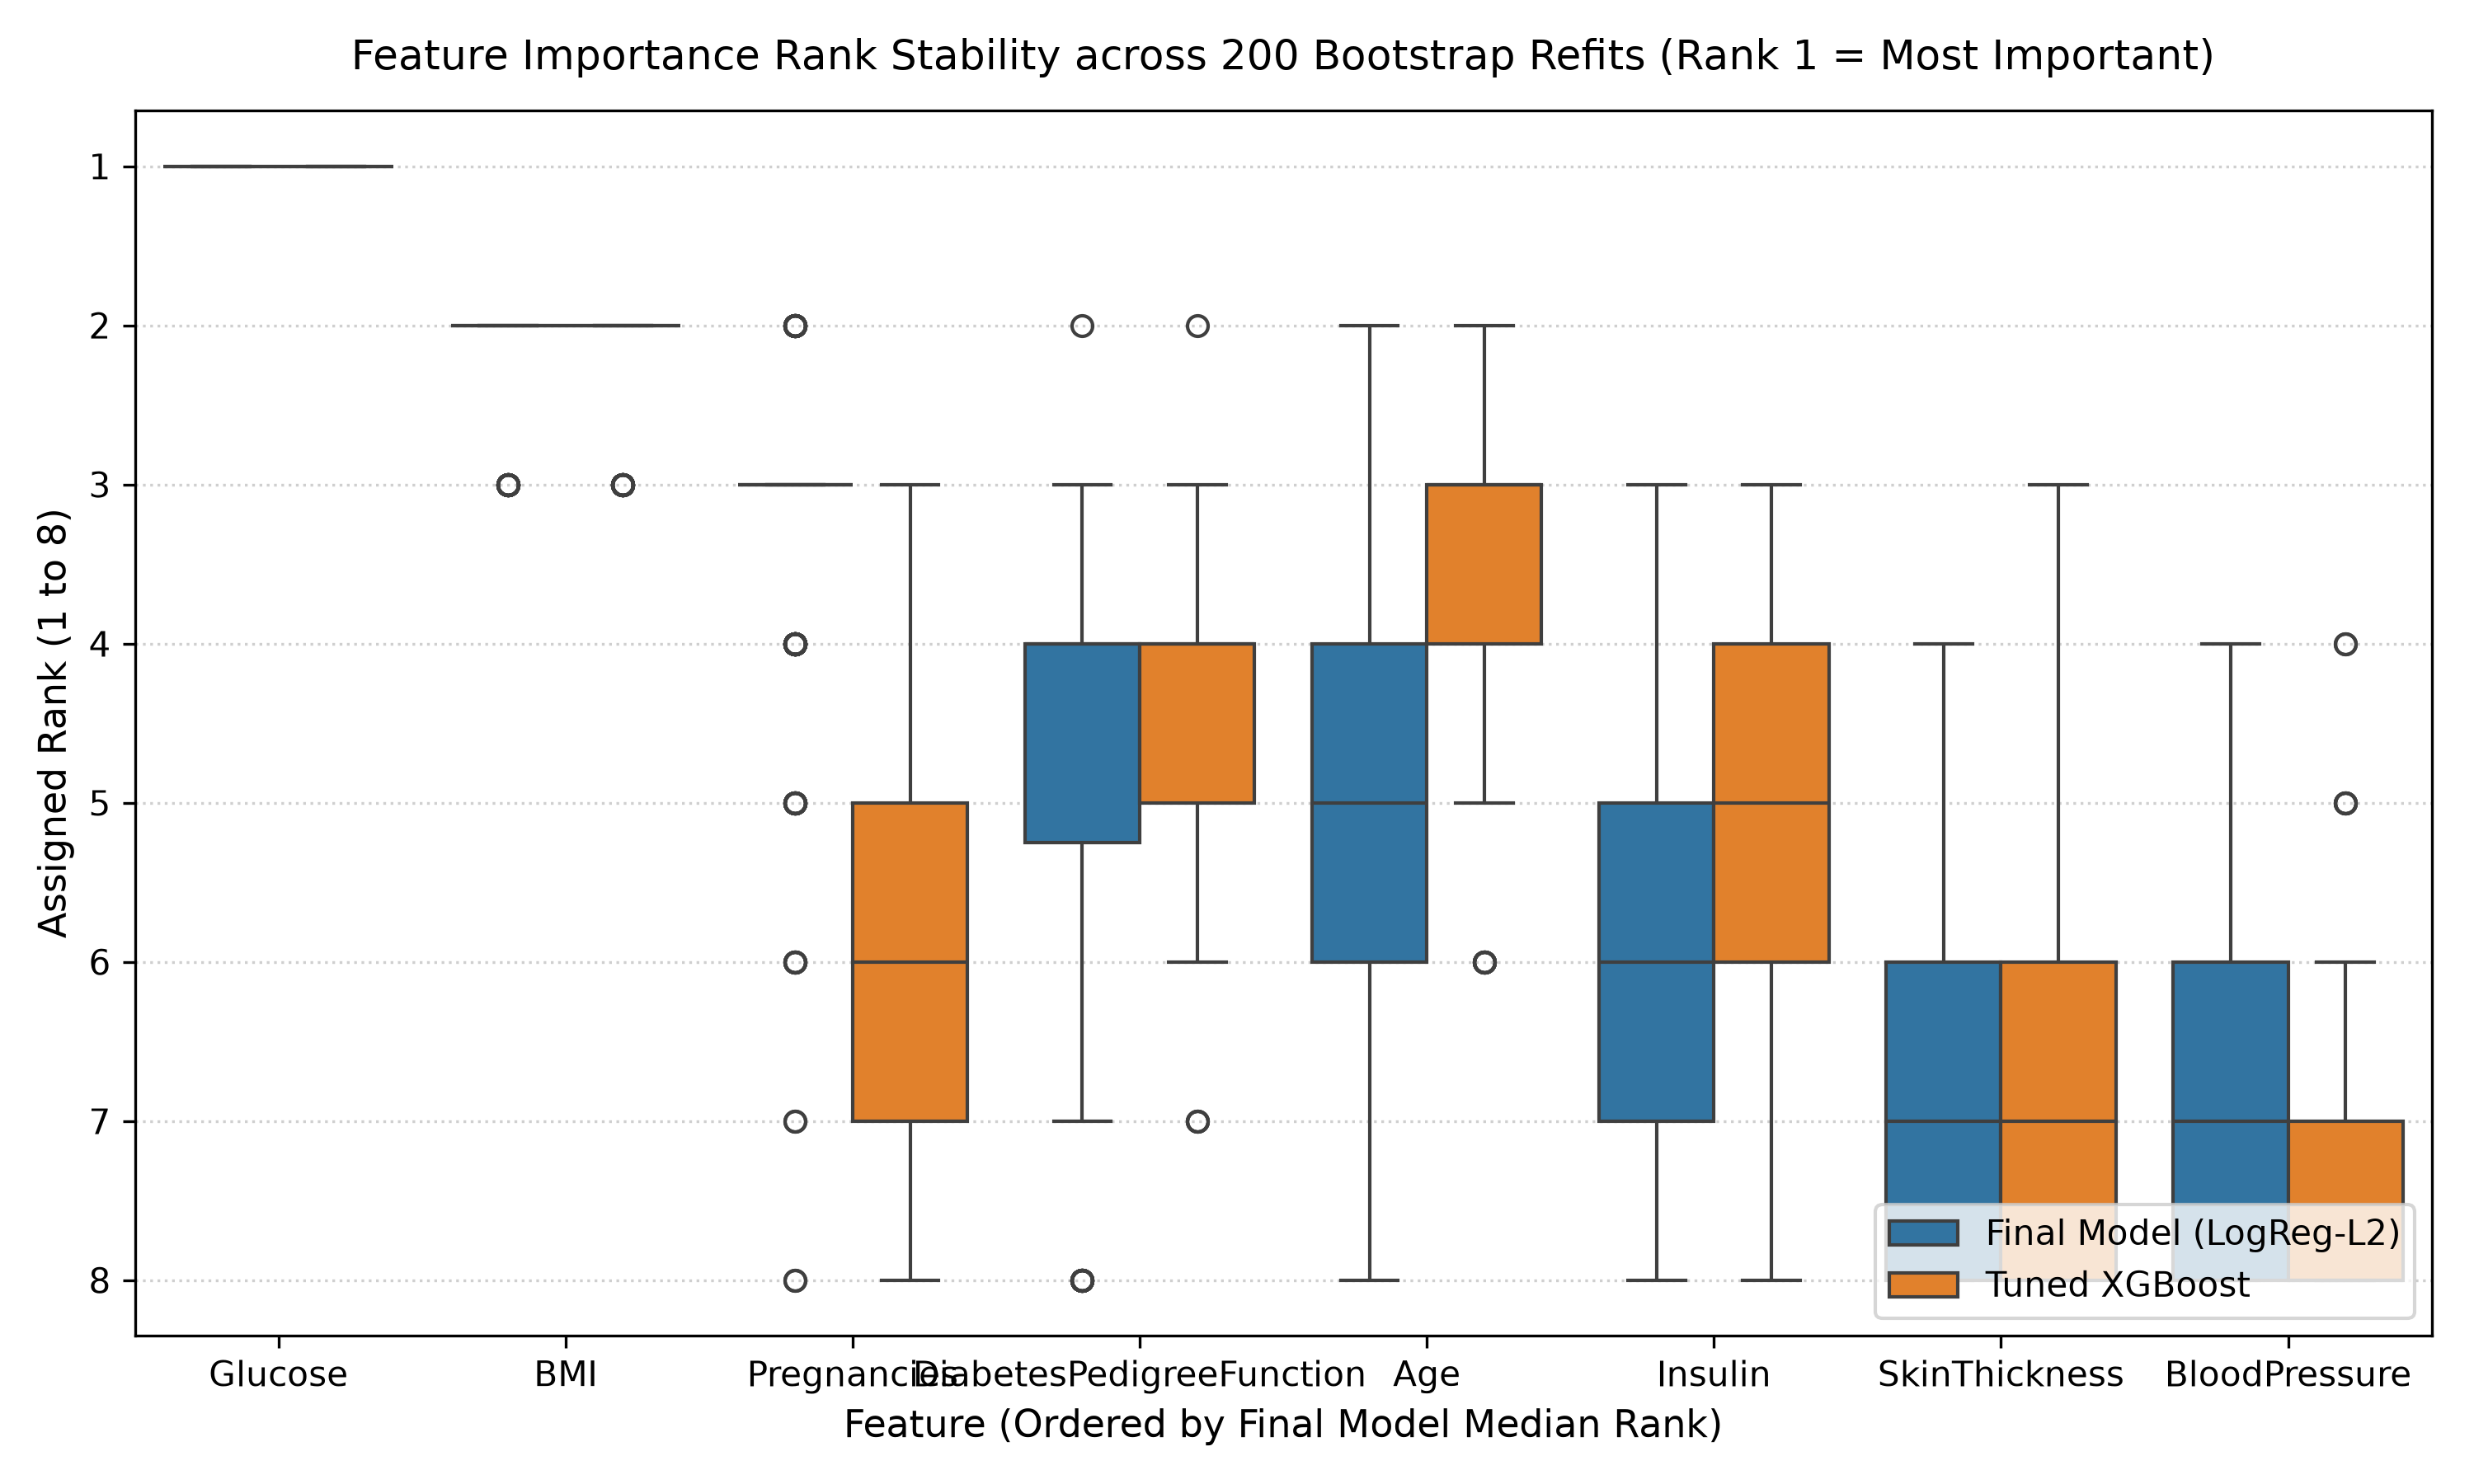 Feature Importance Rank Stability across 200 Bootstrap Refits (Rank 1 = Most Important)
Assigned Rank (1 to 8)
1
2
3
4
5
6
7
8
Final Model (LogReg-L2)
Tuned XGBoost
Glucose
BMI
Pregnancies
DiabetesPedigreeFunction
Age
Insulin
SkinThickness
BloodPressure
Feature (Ordered by Final Model Median Rank)